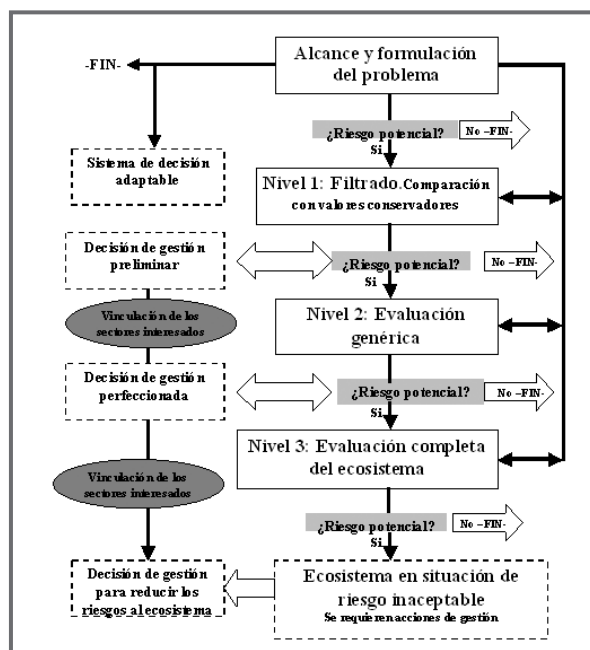 Alcance y formulación
del problema
-FIN-
¿Riesgo potencial?
No –FIN-
Si
Sistema de decisión
adaptable
Nivel 1: Filtrado.Comparación
con valores conservadores
Decisión de gestión
preliminar
¿Riesgo potencial?
No –FIN-
Si
Vinculación de los
sectores interesados
Nivel 2: Evaluación
genérica
Decisión de gestión
perfeccionada
¿Riesgo potencial?
No –FIN-
Si
Nivel 3: Evaluación completa
del ecosistema
Vinculación de los
sectores interesados
¿Riesgo potencial?
No –FIN-
Si
Decisión de gestión
para reducir los
riesgos al ecosistema
Ecosistema en situación de
riesgo inaceptable
Se requieren acciones de gestión